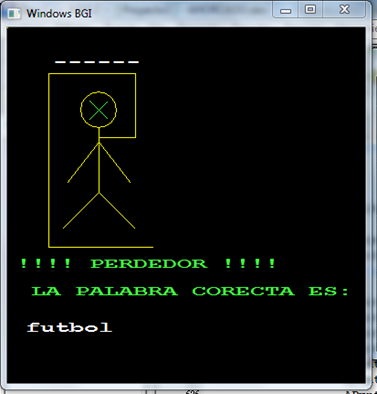 Windows BGI
_ _ _ _ _ _
!!!! PERDEDOR !!!!
LA PALABRA CORECTA ES:
futbol